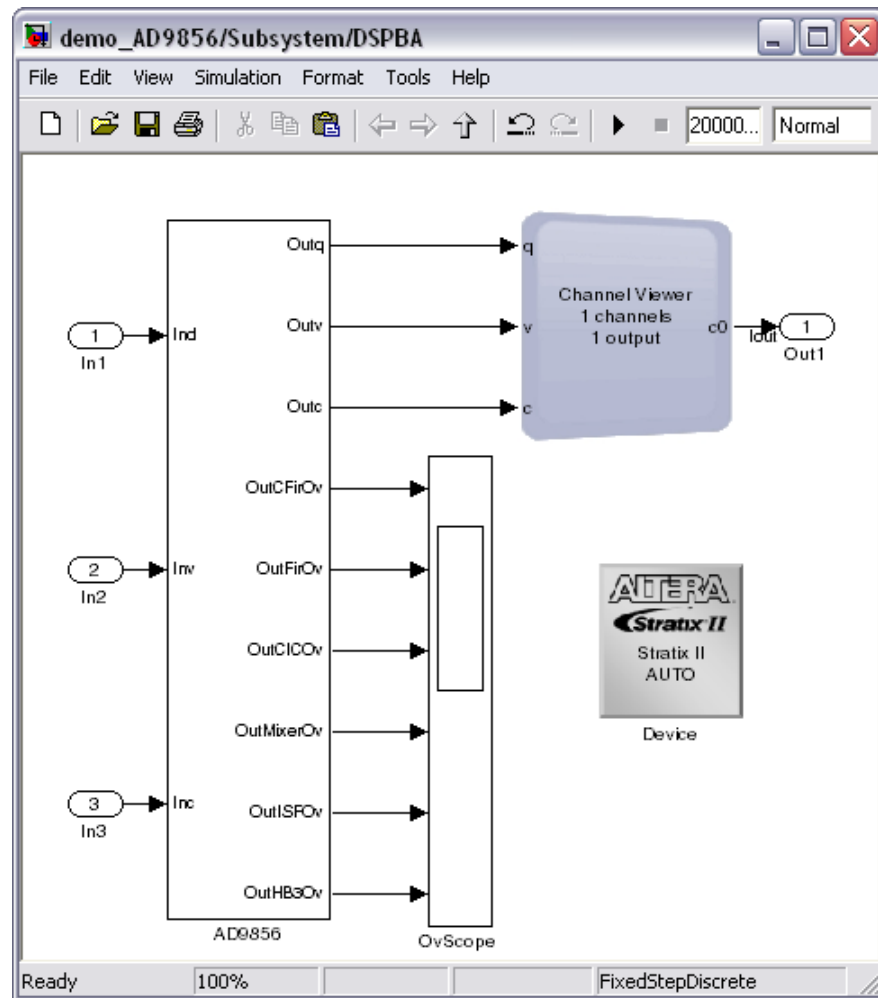 demo_AD9856/Subsystem/DSPBA
File Edit View Simulation Format Tools Help
20000... Normal
Outq
q
Channel Viewer
1 channels
1 output
1
Ind
In1
Outv
v
c0
Iout
1
Out1
Outc
c
OutCFirOv
2
Inv
In2
OutFirOv
OutCICOv
ALTERA
Stratix II
Stratix II
AUTO
Device
OutMixerOv
3
Inc
In3
OutISFOv
OutHB3Ov
AD9856
OvScope
Ready 100% FixedStepDiscrete